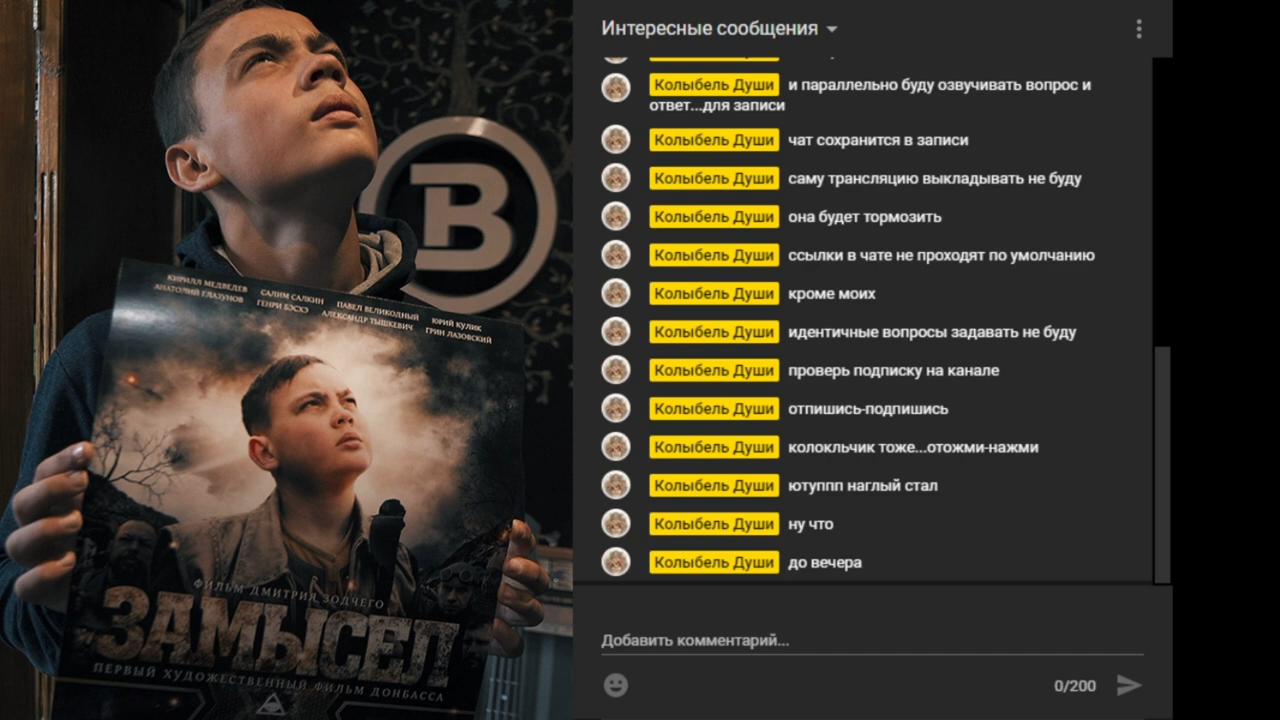 B
КИРИЛЛ МЕДВЕДЕВ САЛИМ САЛКИН ПАВЕЛ ВЕЛИКОДНЫЙ ЮРИЙ КУЛИК
АНАТОЛИЙ ГЛАЗУНОВ ГЕНРИ БЭСХЭ АЛЕКСАНДР ТЫШКЕВИЧ ГРИН ЛАЗОВСКИЙ
ФИЛЬМ ДМИТРИЯ ЗОДЧЕГО
ЗАМЫСЕЛ
ПЕРВЫЙ ХУДОЖЕСТВЕННЫЙ ФИЛЬМ ДОНБАССА
Интересные сообщения
Колыбель Души и параллельно буду озвучивать вопрос и
ответ...для записи
Колыбель Души чат сохранится в записи
Колыбель Души саму трансляцию выкладывать не буду
Колыбель Души она будет тормозить
Колыбель Души ссылки в чате не проходят по умолчанию
Колыбель Души кроме моих
Колыбель Души идентичные вопросы задавать не буду
Колыбель Души проверь подписку на канале
Колыбель Души отпишись-подпишись
Колыбель Души колокльчик тоже...отожми-нажми
Колыбель Души ютуппп наглый стал
Колыбель Души ну что
Колыбель Души до вечера
Добавить комментарий...
0/200